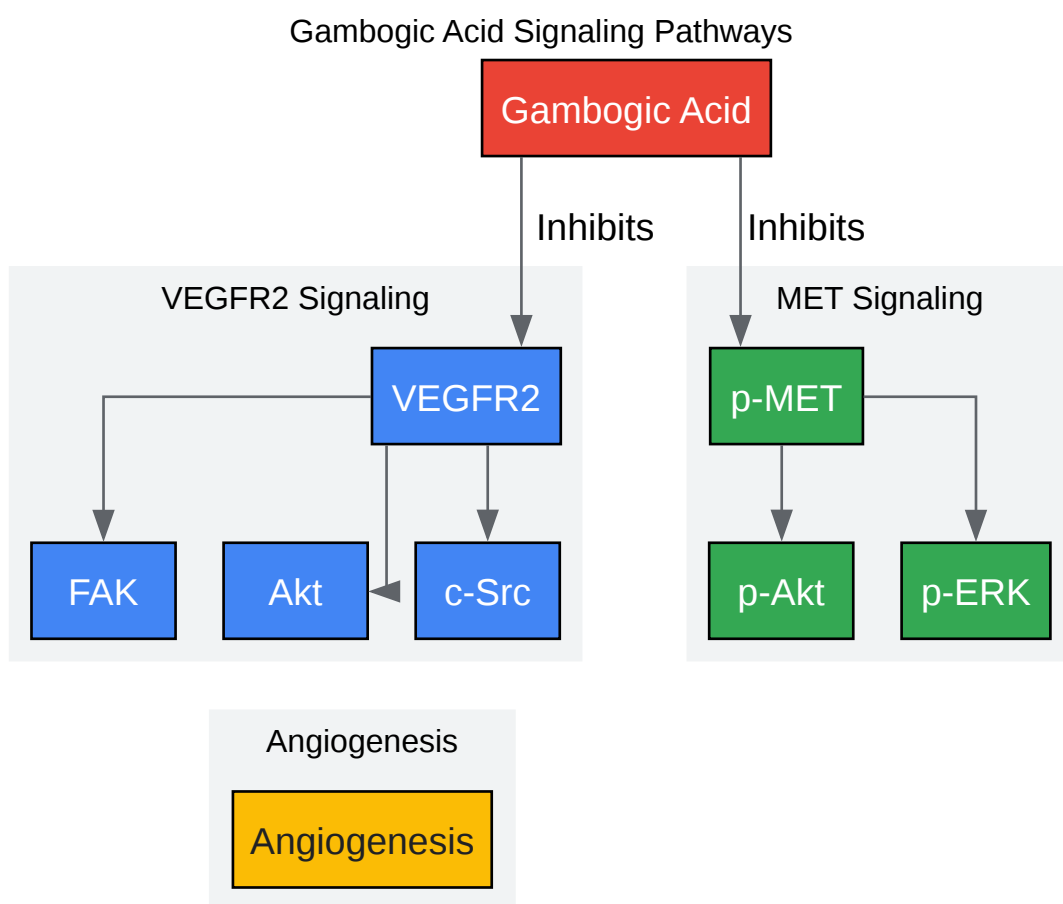 Gambogic Acid Signaling Pathways
Gambogic Acid
Inhibits
Inhibits
VEGFR2 Signaling
VEGFR2
FAK
Akt
c-Src
MET Signaling
p-MET
p-Akt
p-ERK
Angiogenesis
Angiogenesis